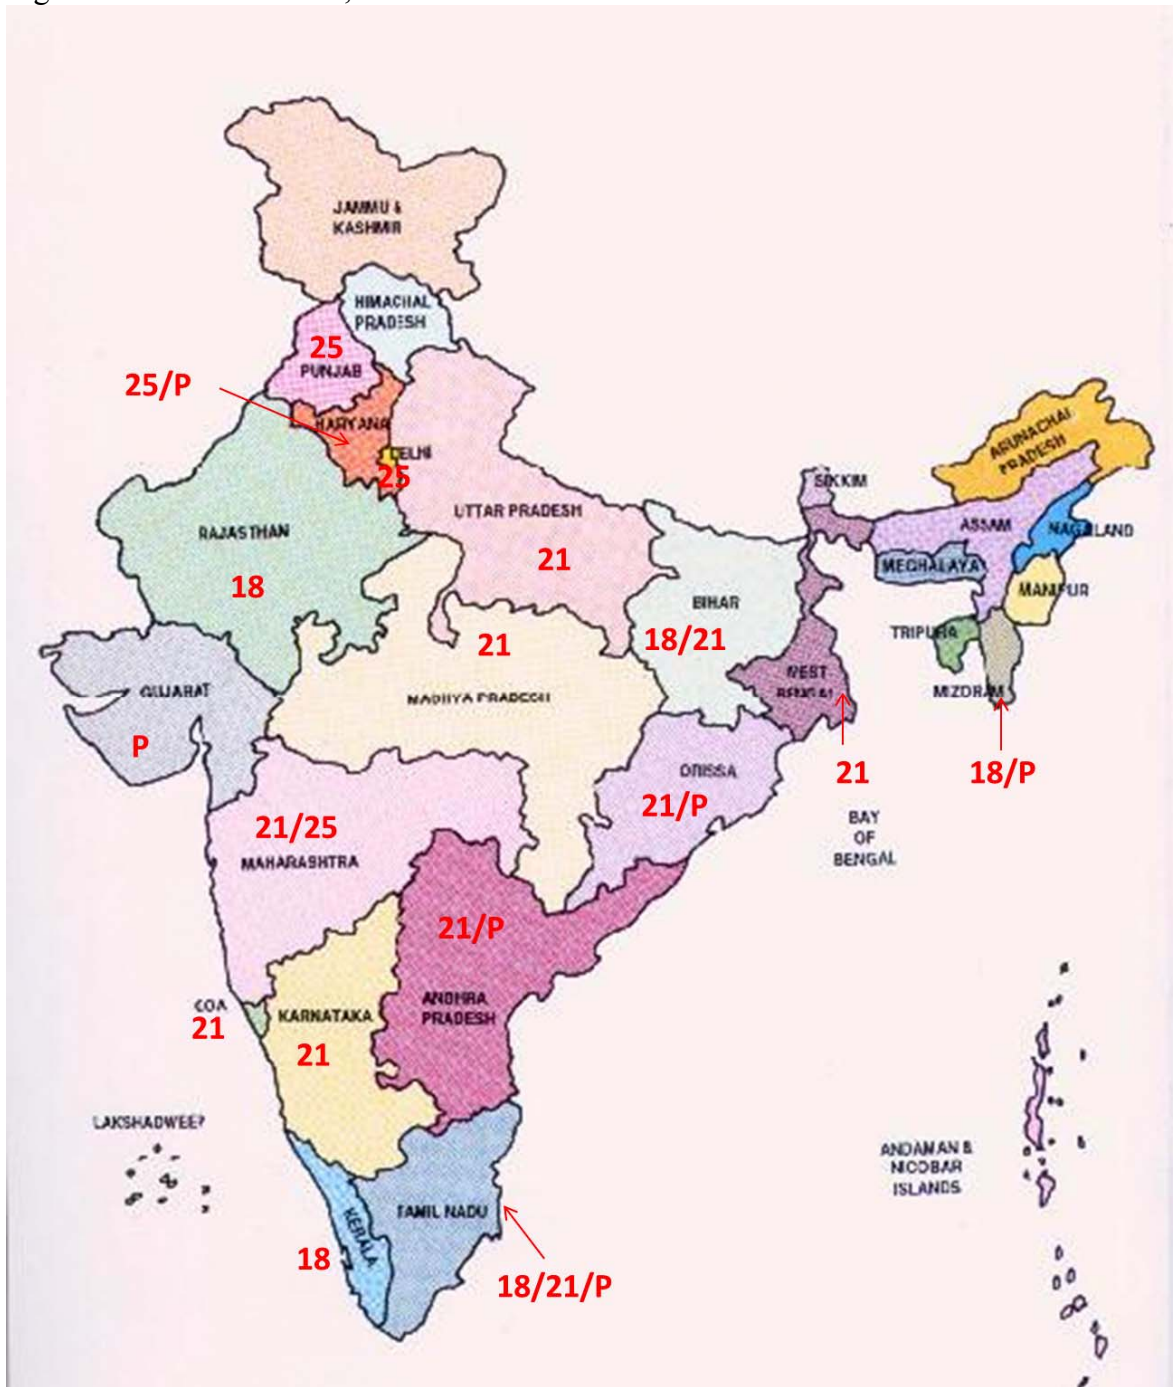 JAMMU &
KASHMIR
HIMACHAL
PRADESH
25
PUNJAB
25/P
HARYANA
DELHI
25
SIKKIM
ARUNACHAL
PRADESH
UTTAR PRADESH
21
RAJASTHAN
18
ASSAM
NAGALAND
MEGHALAYA
MANIPUR
BIHAR
18/21
TRIPURA
MIZORAM
18/P
21
MADHYA PRADESH
WEST
BENGAL
21
GUJARAT
P
ORISSA
21/P
21/25
MAHARASHTRA
BAY
OF
BENGAL
21/P
ANDHRA
PRADESH
GOA
21
KARNATAKA
21
LAKSHADWEEP
ANDAMAN &
NICOBAR
ISLANDS
KERALA
18
TAMIL NADU
18/21/P